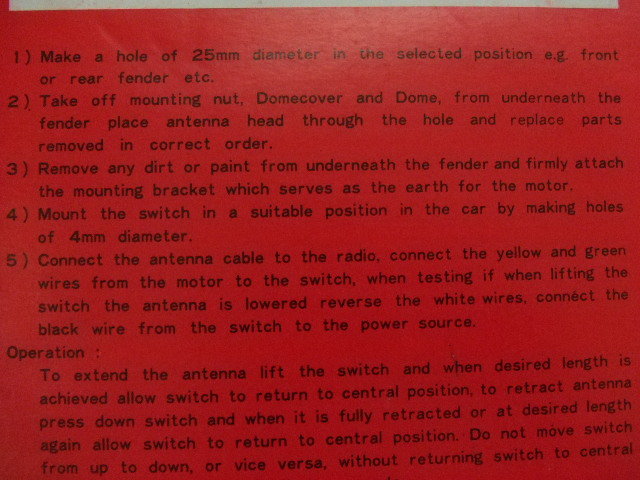 1) Make a hole of 25mm diameter in the selected position e.g. front
or rear fender etc.
2) Take off mounting nut, Domecover and Dome, from underneath the
fender place antenna head through the hole and replace parts
removed in correct order.
3) Remove any dirt or paint from underneath the fender and firmly attach
the mounting bracket which serves as the earth for the motor.
4) Mount the switch in a suitable position in the car by making holes
of 4mm diameter.
5) Connect the antenna cable to the radio, connect the yellow and green
wires from the motor to the switch, when testing if when lifting the
switch the antenna is lowered reverse the white wires, connect the
black wire from the switch to the power source.
Operation :
To extend the antenna lift the switch and when desired length is
achieved allow switch to return to central position, to retract antenna
press down switch and when it is fully retracted or at desired length
again allow switch to return to central position. Do not move switch
from up to down, or vice versa, without returning switch to central